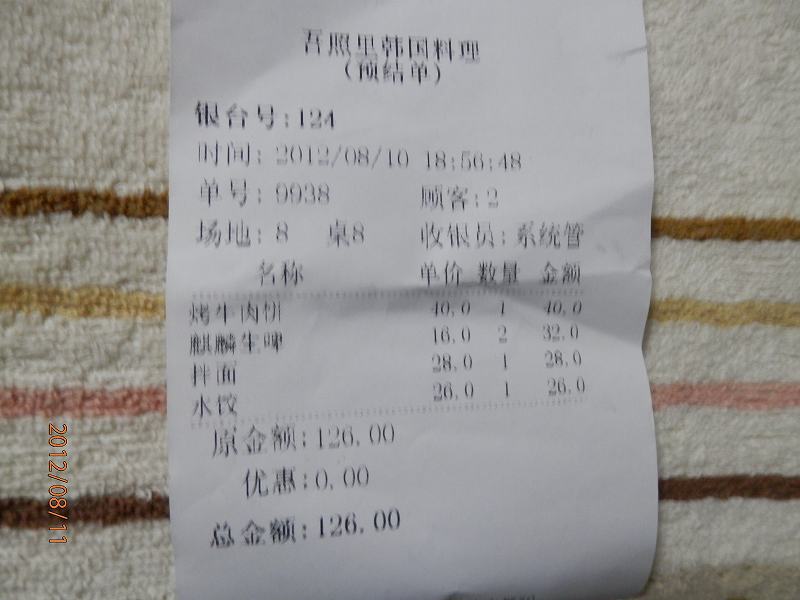 吾照里韩国料理
(预结单)
银台号:124
时间: 2012/08/10 18:56:48
单号: 9938 顾客:2
场地: 8 桌8 收银员:系统管
名称 单价 数量 金额
烤牛肉饼 40.0 1 40.0
麒麟生啤 16.0 2 32.0
拌面 28.0 1 28.0
水饺 26.0 1 26.0
原金额:126.00
优惠:0.00
总金额:126.00
2012/08/11